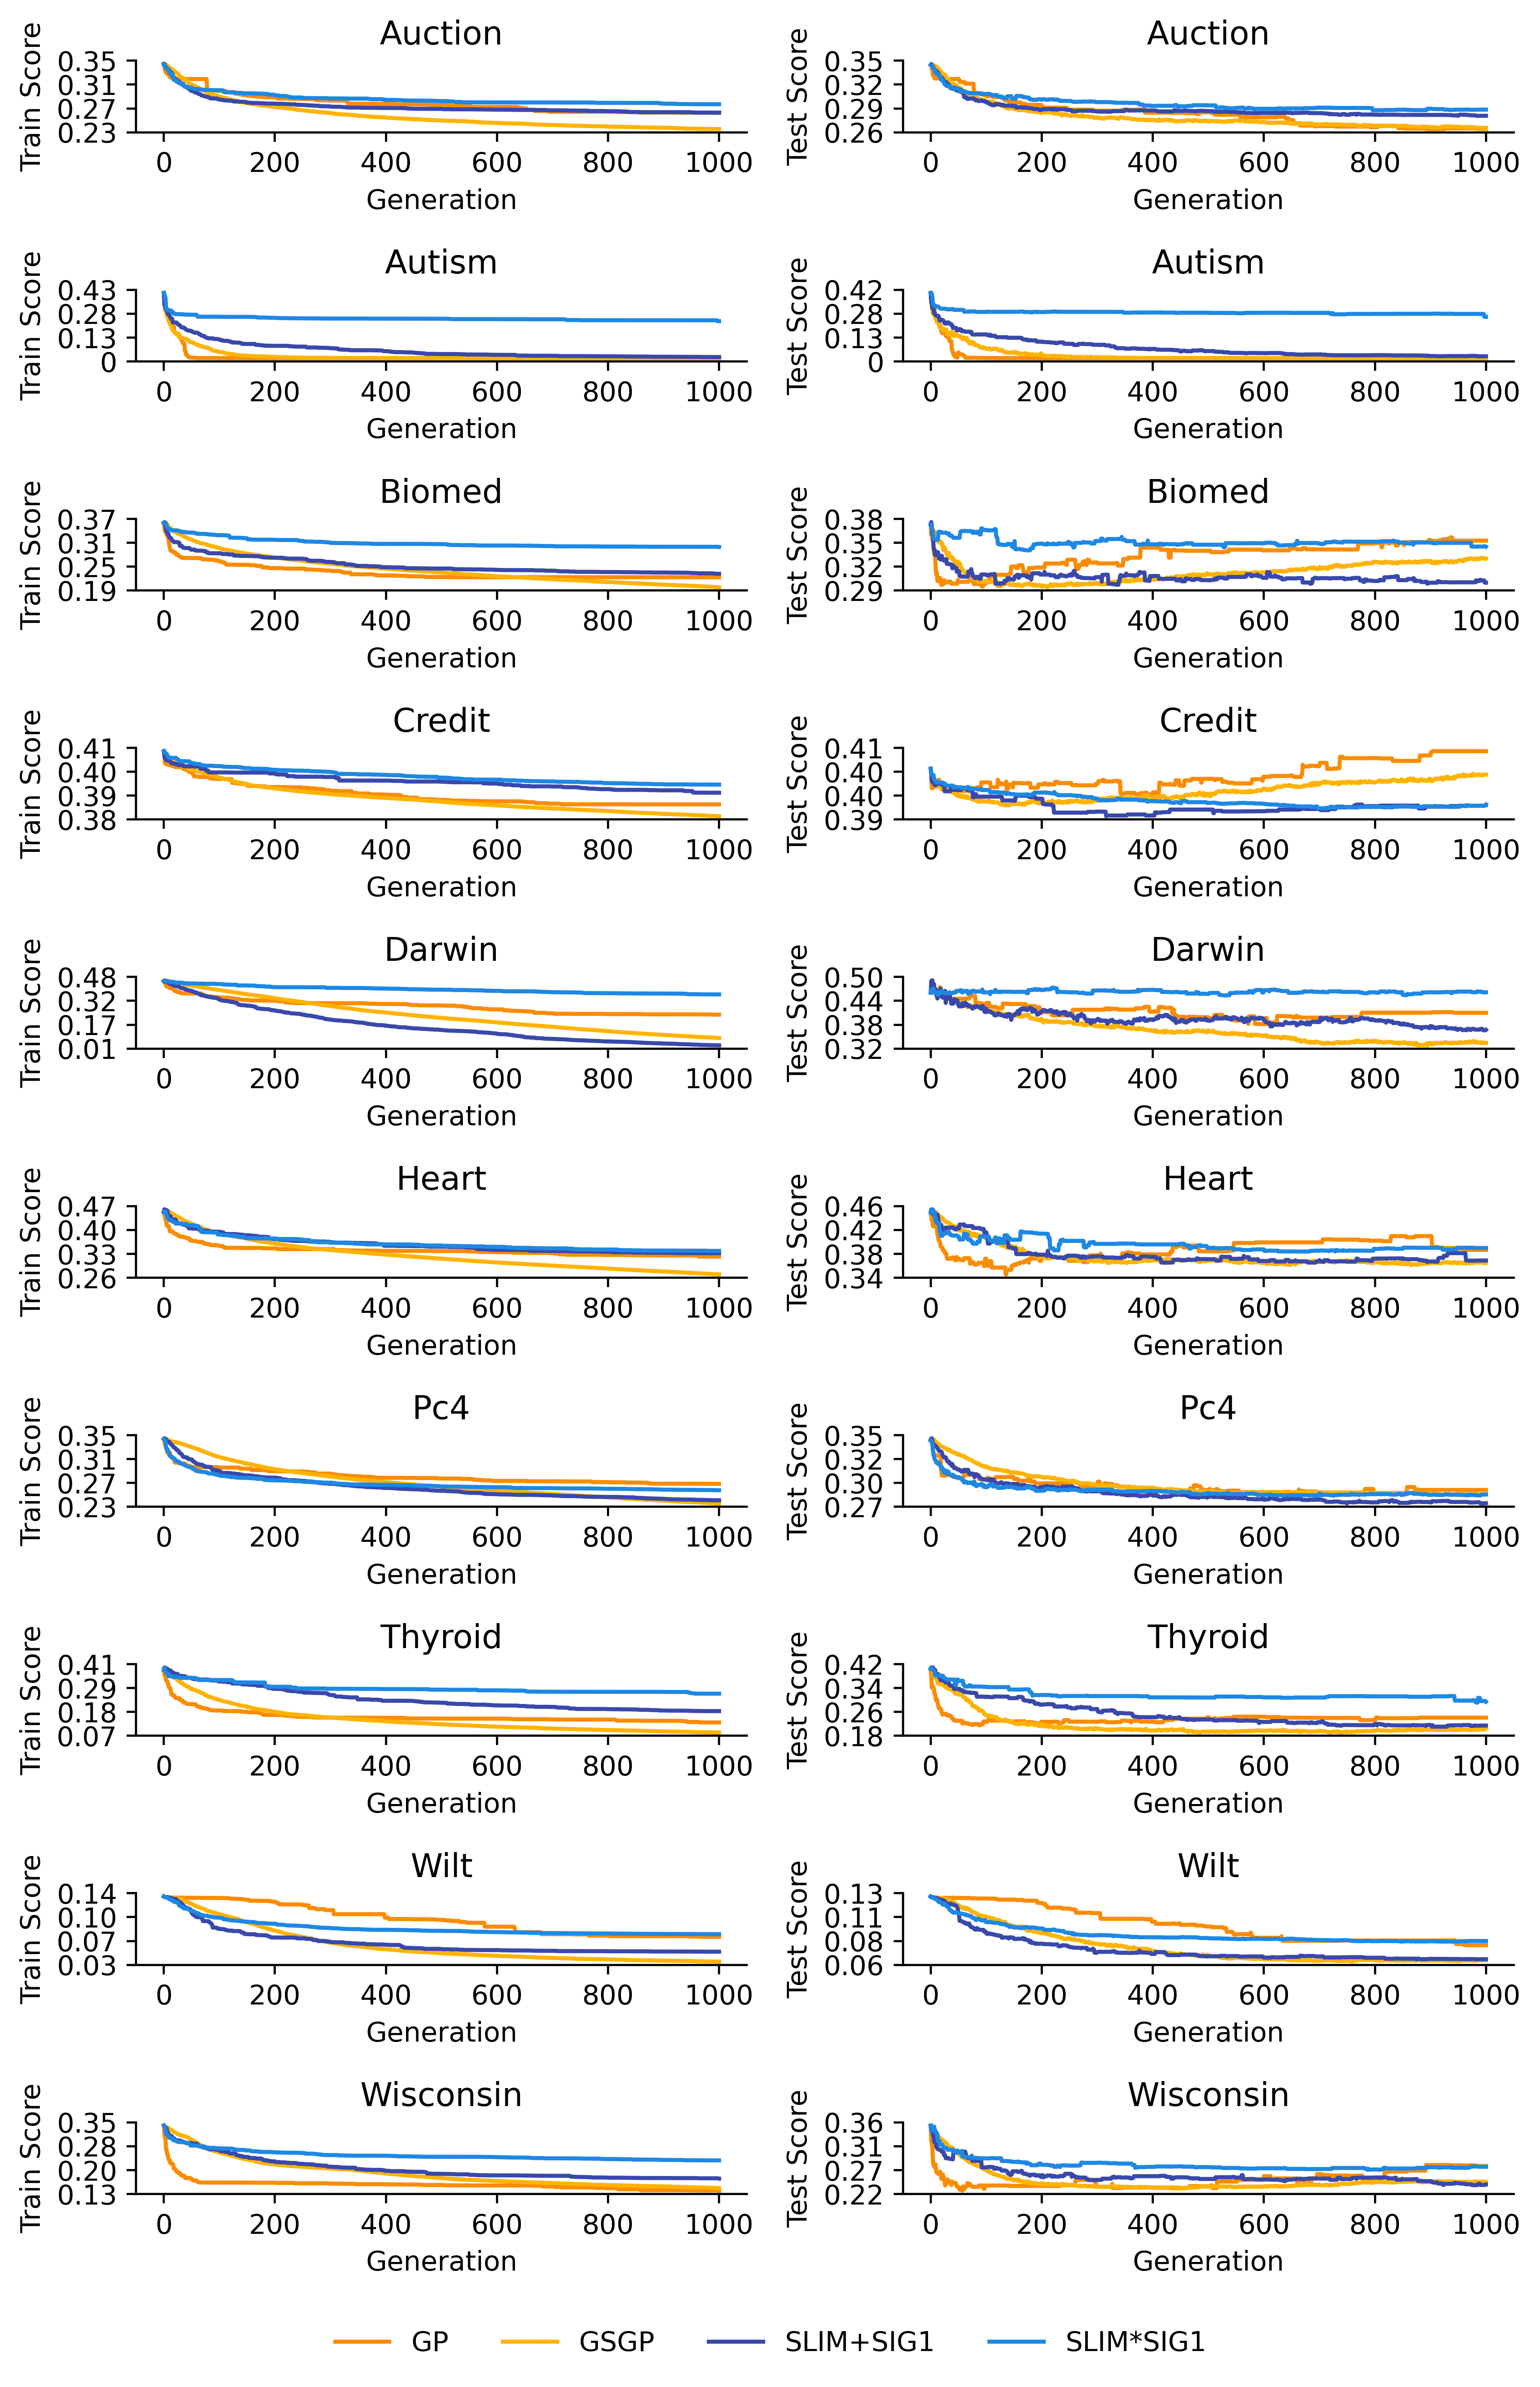 Auction
Auction
Train Score
0.35
0.31
0.27
0.23
0 200 400 600 800 1000
Generation
Test Score
0.35
0.32
0.29
0.26
0 200 400 600 800 1000
Generation
Autism
Autism
Train Score
0.43
0.28
0.13
0
0 200 400 600 800 1000
Generation
Test Score
0.42
0.28
0.13
0
0 200 400 600 800 1000
Generation
Biomed
Biomed
Train Score
0.37
0.31
0.25
0.19
0 200 400 600 800 1000
Generation
Test Score
0.38
0.35
0.32
0.29
0 200 400 600 800 1000
Generation
Credit
Credit
Train Score
0.41
0.40
0.39
0.38
0 200 400 600 800 1000
Generation
Test Score
0.41
0.40
0.40
0.39
0 200 400 600 800 1000
Generation
Darwin
Darwin
Train Score
0.48
0.32
0.17
0.01
0 200 400 600 800 1000
Generation
Test Score
0.50
0.44
0.38
0.32
0 200 400 600 800 1000
Generation
Heart
Heart
Train Score
0.47
0.40
0.33
0.26
0 200 400 600 800 1000
Generation
Test Score
0.46
0.42
0.38
0.34
0 200 400 600 800 1000
Generation
Pc4
Pc4
Train Score
0.35
0.31
0.27
0.23
0 200 400 600 800 1000
Generation
Test Score
0.35
0.32
0.30
0.27
0 200 400 600 800 1000
Generation
Thyroid
Thyroid
Train Score
0.41
0.29
0.18
0.07
0 200 400 600 800 1000
Generation
Test Score
0.42
0.34
0.26
0.18
0 200 400 600 800 1000
Generation
Wilt
Wilt
Train Score
0.14
0.10
0.07
0.03
0 200 400 600 800 1000
Generation
Test Score
0.13
0.11
0.08
0.06
0 200 400 600 800 1000
Generation
Wisconsin
Wisconsin
Train Score
0.35
0.28
0.20
0.13
0 200 400 600 800 1000
Generation
Test Score
0.36
0.31
0.27
0.22
0 200 400 600 800 1000
Generation
GP GSGP SLIM+SIG1 SLIM*SIG1